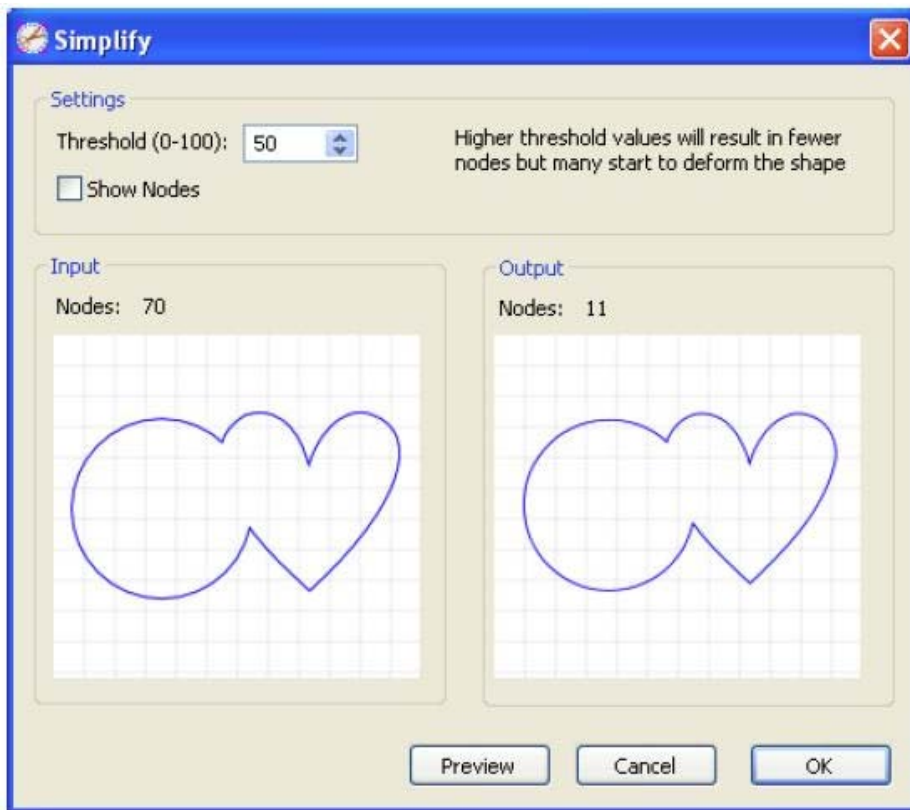 Simplify
Settings
Threshold (0-100): 50
Higher threshold values will result in fewer
nodes but many start to deform the shape
Show Nodes
Input
Nodes: 70
Output
Nodes: 11
Preview
Cancel
OK